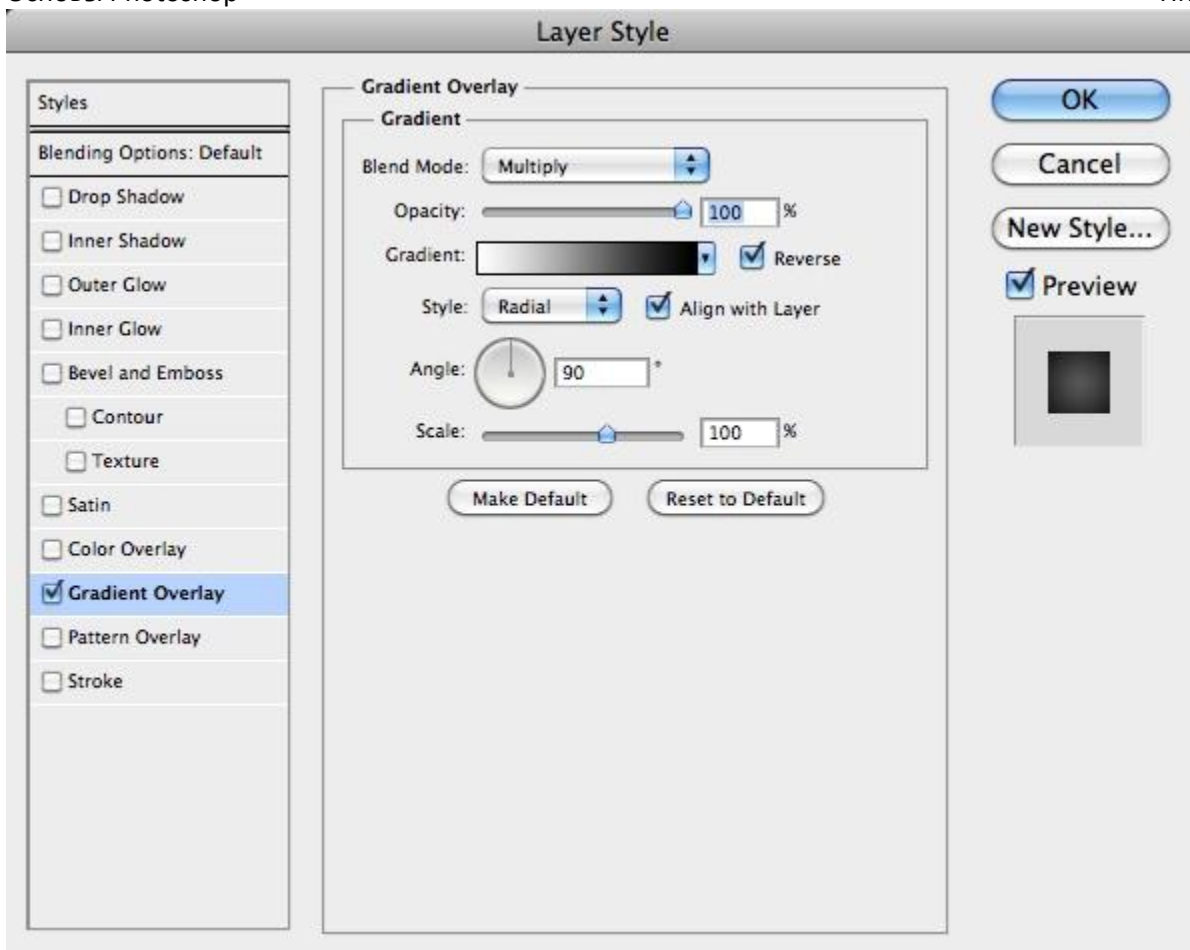 Layer Style
Styles
Blending Options: Default
Drop Shadow
Inner Shadow
Outer Glow
Inner Glow
Bevel and Emboss
Contour
Texture
Satin
Color Overlay
Gradient Overlay
Pattern Overlay
Stroke
Gradient Overlay
Gradient
Blend Mode: Multiply
Opacity: 100 %
Gradient: Reverse
Style: Radial Align with Layer
Angle: 90 °
Scale: 100 %
Make Default Reset to Default
OK
Cancel
New Style...
Preview